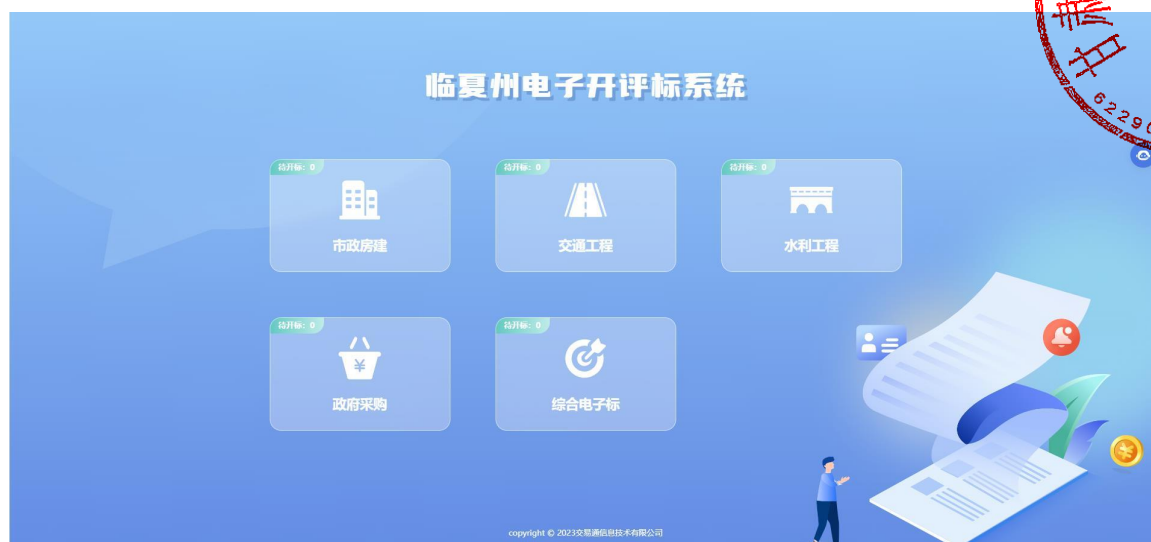 临夏州电子开评标系统
待开标：0
待开标：0
待开标：0
市政房建
交通工程
水利工程
待开标：0
待开标：0
政府采购
综合电子标
copyright © 2023交易通信息技术有限公司
62290